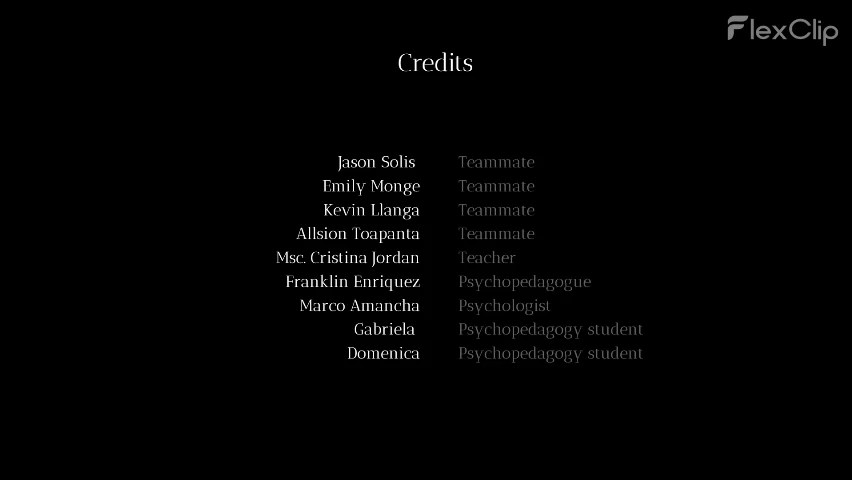 FlexClip
Credits
Jason Solis Teammate
Emily Monge Teammate
Kevin Llanga Teammate
Allsion Toapanta Teammate
Msc. Cristina Jordan Teacher
Franklin Enriquez Psychopedagogue
Marco Amancha Psychologist
Gabriela Psychopedagogy student
Domenica Psychopedagogy student